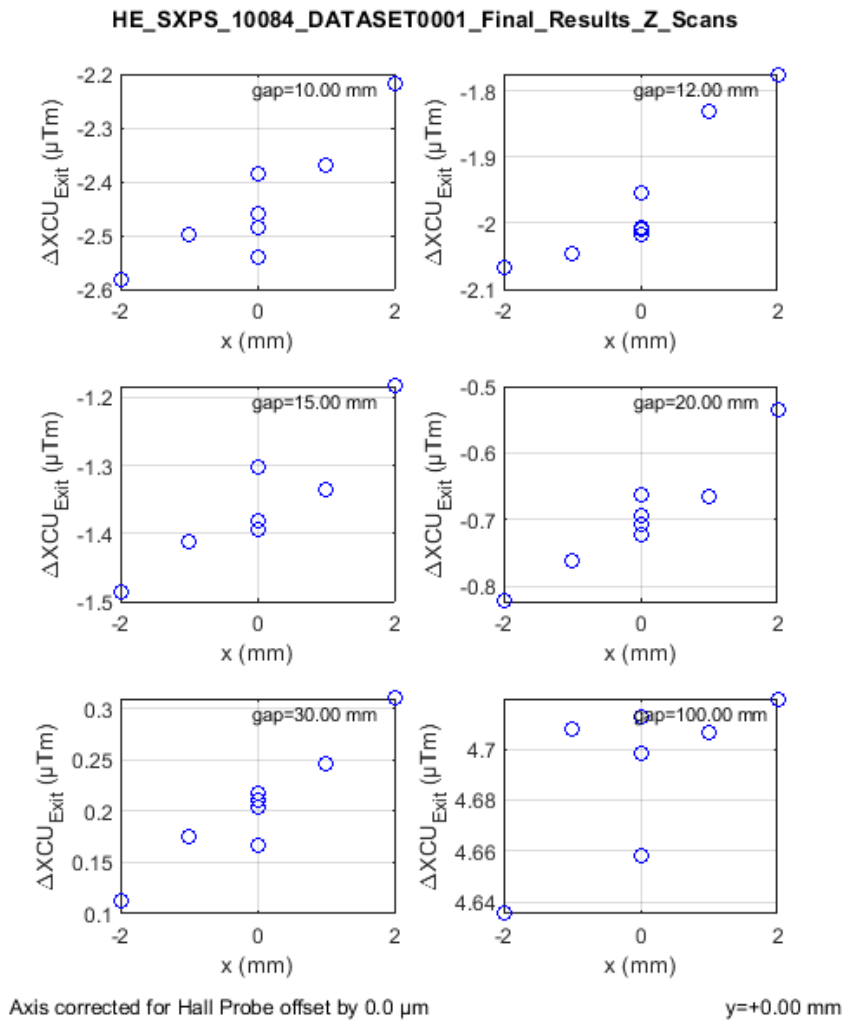 HE_SXPS_10084_DATASET0001_Final_Results_Z_Scans
-2.2
-2.3
-2.4
-2.5
-2.6
ΔXCU_Exit (µTm)
gap=10.00 mm
-2 0 2
x (mm)
-1.8
-1.9
-2
-2.1
ΔXCU_Exit (µTm)
gap=12.00 mm
-2 0 2
x (mm)
-1.2
-1.3
-1.4
-1.5
ΔXCU_Exit (µTm)
gap=15.00 mm
-2 0 2
x (mm)
-0.5
-0.6
-0.7
-0.8
ΔXCU_Exit (µTm)
gap=20.00 mm
-2 0 2
x (mm)
0.3
0.25
0.2
0.15
0.1
ΔXCU_Exit (µTm)
gap=30.00 mm
-2 0 2
x (mm)
4.7
4.68
4.66
4.64
ΔXCU_Exit (µTm)
gap=100.00 mm
-2 0 2
x (mm)
Axis corrected for Hall Probe offset by 0.0 µm
y=+0.00 mm